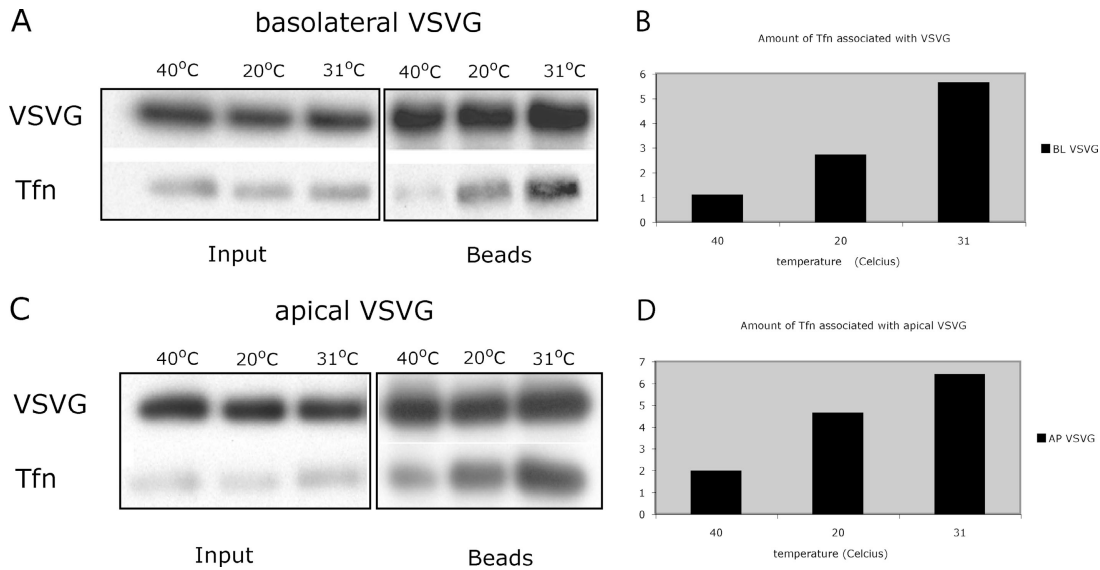 A
basolateral VSVG
40°C 20°C 31°C 40°C 20°C 31°C
VSVG
Tfn
Input Beads
B
Amount of Tfn associated with VSVG
6
5
4
3
2
1
0
40 20 31
temperature (Celcius)
BL VSVG
C
apical VSVG
40°C 20°C 31°C 40°C 20°C 31°C
VSVG
Tfn
Input Beads
D
Amount of Tfn associated with apical VSVG
7
6
5
4
3
2
1
0
40 20 31
temperature (Celcius)
AP VSVG